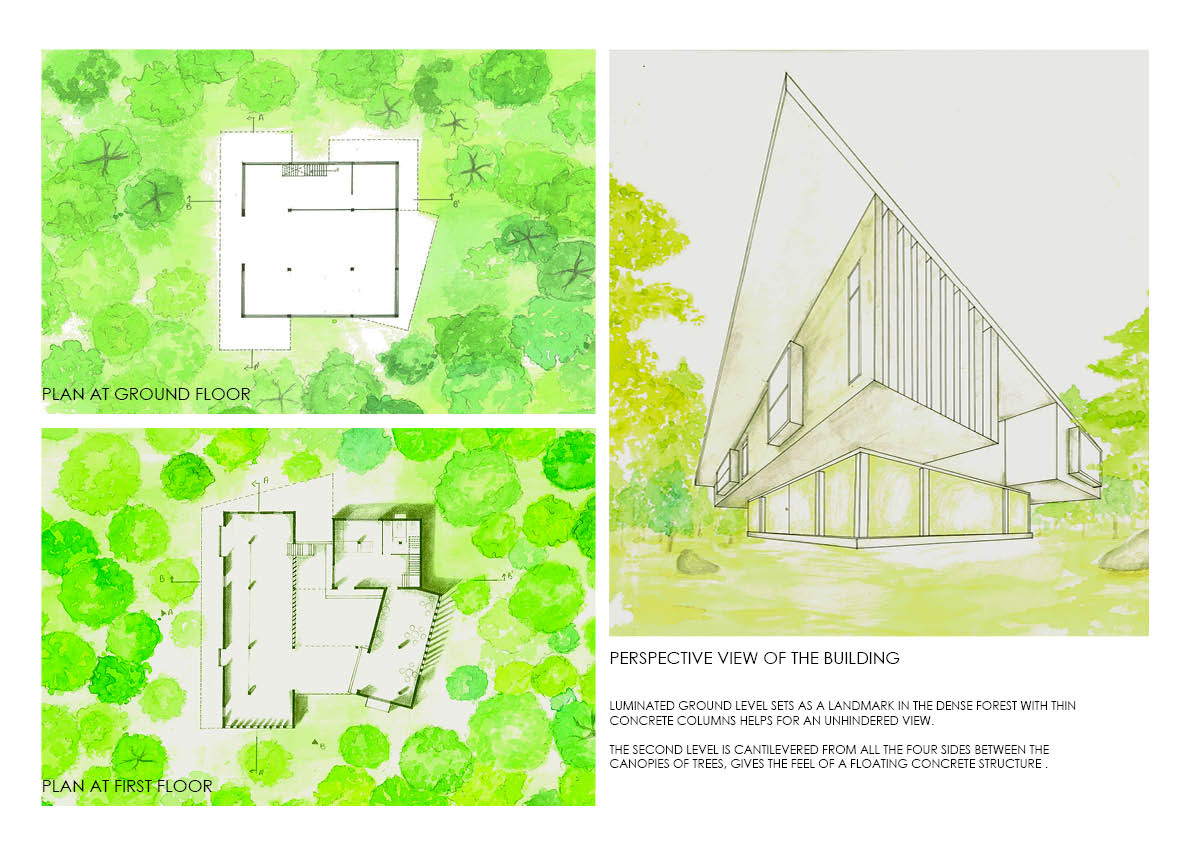 A
B
B'
A'
PLAN AT GROUND FLOOR
A
B
B'
A
B
A'
PLAN AT FIRST FLOOR
PERSPECTIVE VIEW OF THE BUILDING
LUMINATED GROUND LEVEL SETS AS A LANDMARK IN THE DENSE FOREST WITH THIN
CONCRETE COLUMNS HELPS FOR AN UNHINDERED VIEW.
THE SECOND LEVEL IS CANTILEVERED FROM ALL THE FOUR SIDES BETWEEN THE
CANOPIES OF TREES, GIVES THE FEEL OF A FLOATING CONCRETE STRUCTURE .